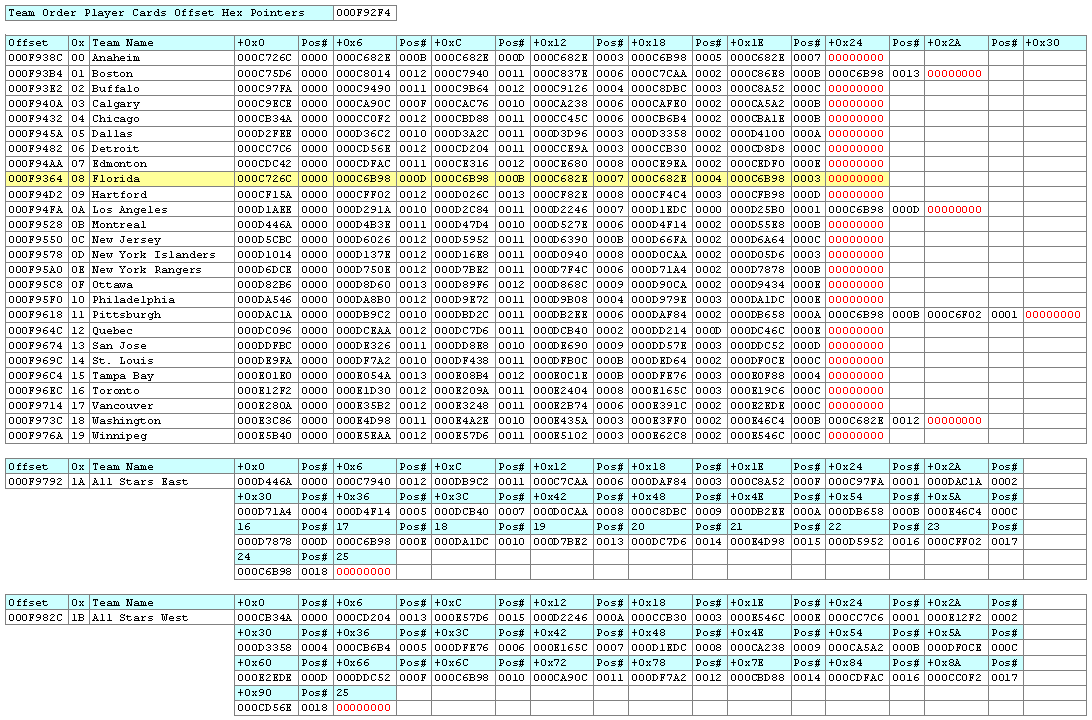 Team Order Player Cards Offset Hex Pointers 000F92F4
Offset 0x Team Name +0x0 Pos# +0x6 Pos# +0xC Pos# +0x12 Pos# +0x18 Pos# +0x1E Pos# +0x24 Pos# +0x2A Pos# +0x30
000F938C 00 Anaheim 000C726C 0000 000C682E 000B 000C682E 000D 000C682E 0003 000C6B98 0005 000C682E 0007 00000000
000F93B4 01 Boston 000C75D6 0000 000C8014 0012 000C7940 0011 000C837E 0006 000C7CAA 0002 000C86E8 000B 000C6B98 0013 00000000
000F93E2 02 Buffalo 000C97FA 0000 000C9490 0011 000C9B64 0012 000C9126 0004 000C8DBC 0003 000C8A52 000C 00000000
000F940A 03 Calgary 000C9ECE 0000 000CA90C 000F 000CAC76 0010 000CA238 0006 000CAFE0 0002 000CA5A2 000B 00000000
000F9432 04 Chicago 000CB34A 0000 000CC0F2 0012 000CBD88 0011 000CC45C 0006 000CB6B4 0002 000CBA1E 000B 00000000
000F945A 05 Dallas 000D2FEE 0000 000D36C2 0010 000D3A2C 0011 000D3D96 0003 000D3358 0002 000D4100 000A 00000000
000F9482 06 Detroit 000CC7C6 0000 000CD56E 0012 000CD204 0011 000CCE9A 0003 000CCB30 0002 000CD8D8 000C 00000000
000F94AA 07 Edmonton 000CDC42 0000 000CDFAC 0011 000CE316 0012 000CE680 0008 000CE9EA 0002 000CEDF0 000E 00000000
000F9364 08 Florida 000C726C 0000 000C6B98 000D 000C6B98 000B 000C682E 0007 000C682E 0004 000C6B98 0003 00000000
000F94D2 09 Hartford 000CF15A 0000 000CFF02 0012 000D026C 0013 000CF82E 0008 000CF4C4 0003 000CFB98 000D 00000000
000F94FA 0A Los Angeles 000D1AEE 0000 000D291A 0010 000D2C84 0011 000D2246 0007 000D1EDC 0000 000D25B0 0001 000C6B98 000D 00000000
000F9528 0B Montreal 000D446A 0000 000D4B3E 0011 000D47D4 0010 000D527E 0006 000D4F14 0002 000D55E8 000B 00000000
000F9550 0C New Jersey 000D5CBC 0000 000D6026 0012 000D5952 0011 000D6390 000B 000D66FA 0002 000D6A64 000C 00000000
000F9578 0D New York Islanders 000D1014 0000 000D137E 0012 000D16E8 0011 000D0940 0008 000D0CAA 0002 000D05D6 0003 00000000
000F95A0 0E New York Rangers 000D6DCE 0000 000D750E 0012 000D7BE2 0011 000D7F4C 0006 000D71A4 0002 000D7878 000B 00000000
000F95C8 0F Ottawa 000D82B6 0000 000D8D60 0013 000D89F6 0012 000D868C 0009 000D90CA 0002 000D9434 000E 00000000
000F95F0 10 Philadelphia 000DA546 0000 000DA8B0 0012 000D9E72 0011 000D9B08 0004 000D979E 0003 000DA1DC 000E 00000000
000F9618 11 Pittsburgh 000DAC1A 0000 000DB9C2 0011 000DBD2C 0011 000DB2EE 0006 000DAF84 0002 000DB658 000A 000C6B98 000B 000C6F02 0001 00000000
000F964C 12 Quebec 000DC096 0000 000DCEAA 0012 000DC7D6 0011 000DCB40 0002 000DD214 000D 000DC46C 000E 00000000
000F9674 13 San Jose 000DDFBC 0000 000DE326 0011 000DD8E8 0010 000DE690 0009 000DD57E 0003 000DDC52 000D 00000000
000F969C 14 St. Louis 000DE9FA 0000 000DF7A2 0010 000DF438 0011 000DFB0C 000B 000DED64 0002 000DF0CE 000C 00000000
000F96C4 15 Tampa Bay 000E01E0 0000 000E054A 0013 000E08B4 0012 000E0C1E 000B 000DFE76 0003 000E0F88 0004 00000000
000F96EC 16 Toronto 000E12F2 0000 000E1D30 0012 000E209A 0011 000E2404 0008 000E165C 0003 000E19C6 000C 00000000
000F9714 17 Vancouver 000E280A 0000 000E35B2 0012 000E3248 0011 000E2B74 0006 000E391C 0002 000E2EDE 000C 00000000
000F973C 18 Washington 000E3C86 0000 000E4D98 0011 000E4A2E 0010 000E435A 0003 000E3FF0 0002 000E46C4 000B 000C682E 0012 00000000
000F976A 19 Winnipeg 000E5B40 0000 000E5EAA 0012 000E57D6 0011 000E5102 0003 000E62C8 0002 000E546C 000C 00000000
Offset 0x Team Name +0x0 Pos# +0x6 Pos# +0xC Pos# +0x12 Pos# +0x18 Pos# +0x1E Pos# +0x24 Pos# +0x2A Pos#
000F9792 1A All Stars East 000D446A 0000 000C7940 0012 000DB9C2 0011 000C7CAA 0006 000DAF84 0003 000C8A52 000F 000C97FA 0001 000DAC1A 0002
+0x30 Pos# +0x36 Pos# +0x3C Pos# +0x42 Pos# +0x48 Pos# +0x4E Pos# +0x54 Pos# +0x5A Pos#
000D71A4 0004 000D4F14 0005 000DCB40 0007 000D0CAA 0008 000C8DBC 0009 000DB2EE 000A 000DB658 000B 000E46C4 000C
16 Pos# 17 Pos# 18 Pos# 19 Pos# 20 Pos# 21 Pos# 22 Pos# 23 Pos#
000D7878 000D 000C6B98 000E 000DA1DC 0010 000D7BE2 0013 000DC7D6 0014 000E4D98 0015 000D5952 0016 000CFF02 0017
24 Pos# 25
000C6B98 0018 00000000
Offset 0x Team Name +0x0 Pos# +0x6 Pos# +0xC Pos# +0x12 Pos# +0x18 Pos# +0x1E Pos# +0x24 Pos# +0x2A Pos#
000F982C 1B All Stars West 000CB34A 0000 000CD204 0013 000E57D6 0015 000D2246 000A 000CCB30 0003 000E546C 000E 000CC7C6 0001 000E12F2 0002
+0x30 Pos# +0x36 Pos# +0x3C Pos# +0x42 Pos# +0x48 Pos# +0x4E Pos# +0x54 Pos# +0x5A Pos#
000D3358 0004 000CB6B4 0005 000DFE76 0006 000E165C 0007 000D1EDC 0008 000CA238 0009 000CA5A2 000B 000DF0CE 000C
+0x60 Pos# +0x66 Pos# +0x6C Pos# +0x72 Pos# +0x78 Pos# +0x7E Pos# +0x84 Pos# +0x8A Pos#
000E2EDE 000D 000DDC52 000F 000C6B98 0010 000CA90C 0011 000DF7A2 0012 000CBD88 0014 000CDFAC 0016 000CC0F2 0017
+0x90 Pos# 25
000CD56E 0018 00000000